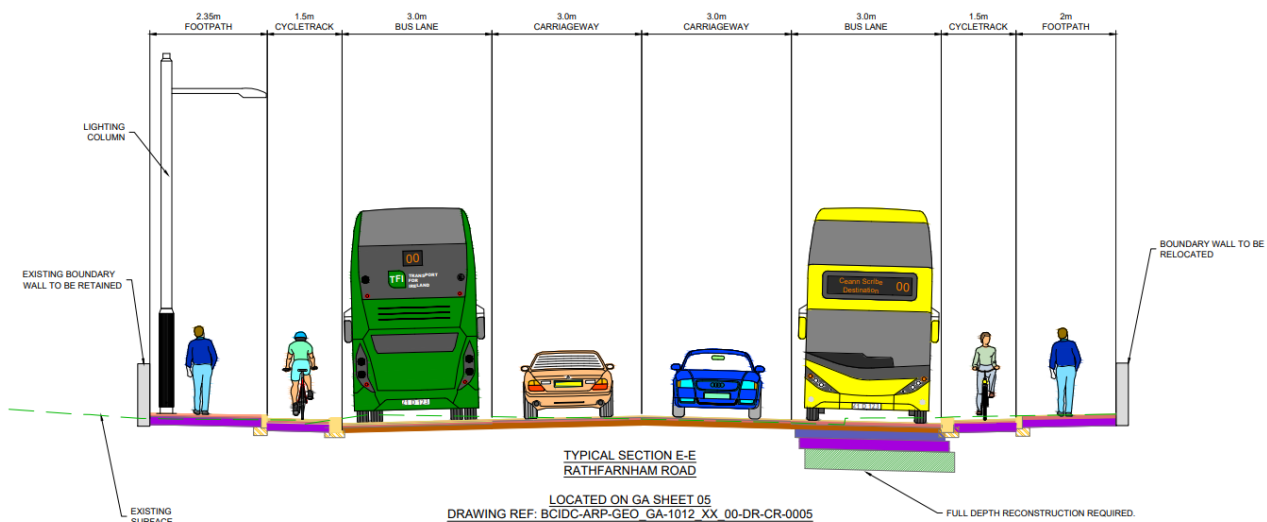 2.35m
FOOTPATH
1.5m
CYCLETRACK
3.0m
BUS LANE
3.0m
CARRIAGEWAY
3.0m
CARRIAGEWAY
3.0m
BUS LANE
1.5m
CYCLETRACK
2m
FOOTPATH
LIGHTING
COLUMN
EXISTING BOUNDARY
WALL TO BE RETAINED
00
TFI
TRANSPORT
FOR
IRELAND
Ceann Scríbe
Destination
00
BOUNDARY WALL TO BE
RELOCATED
TYPICAL SECTION E-E
RATHFARNHAM ROAD
LOCATED ON GA SHEET 05
DRAWING REF: BCIDC-ARP-GEO_GA-1012_XX_00-DR-CR-0005
EXISTING
SURFACE
FULL DEPTH RECONSTRUCTION REQUIRED.